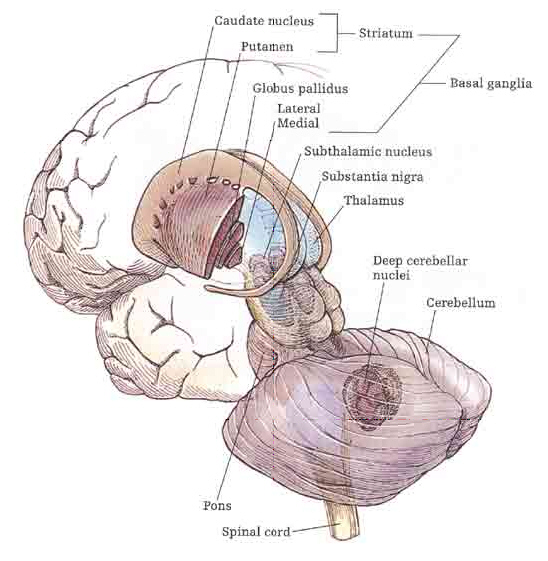 Caudate nucleus
Striatum
Putamen
Basal ganglia
Globus pallidus
Lateral
Medial
Subthalamic nucleus
Substantia nigra
Thalamus
Deep cerebellar
nuclei
Cerebellum
Pons
Spinal cord